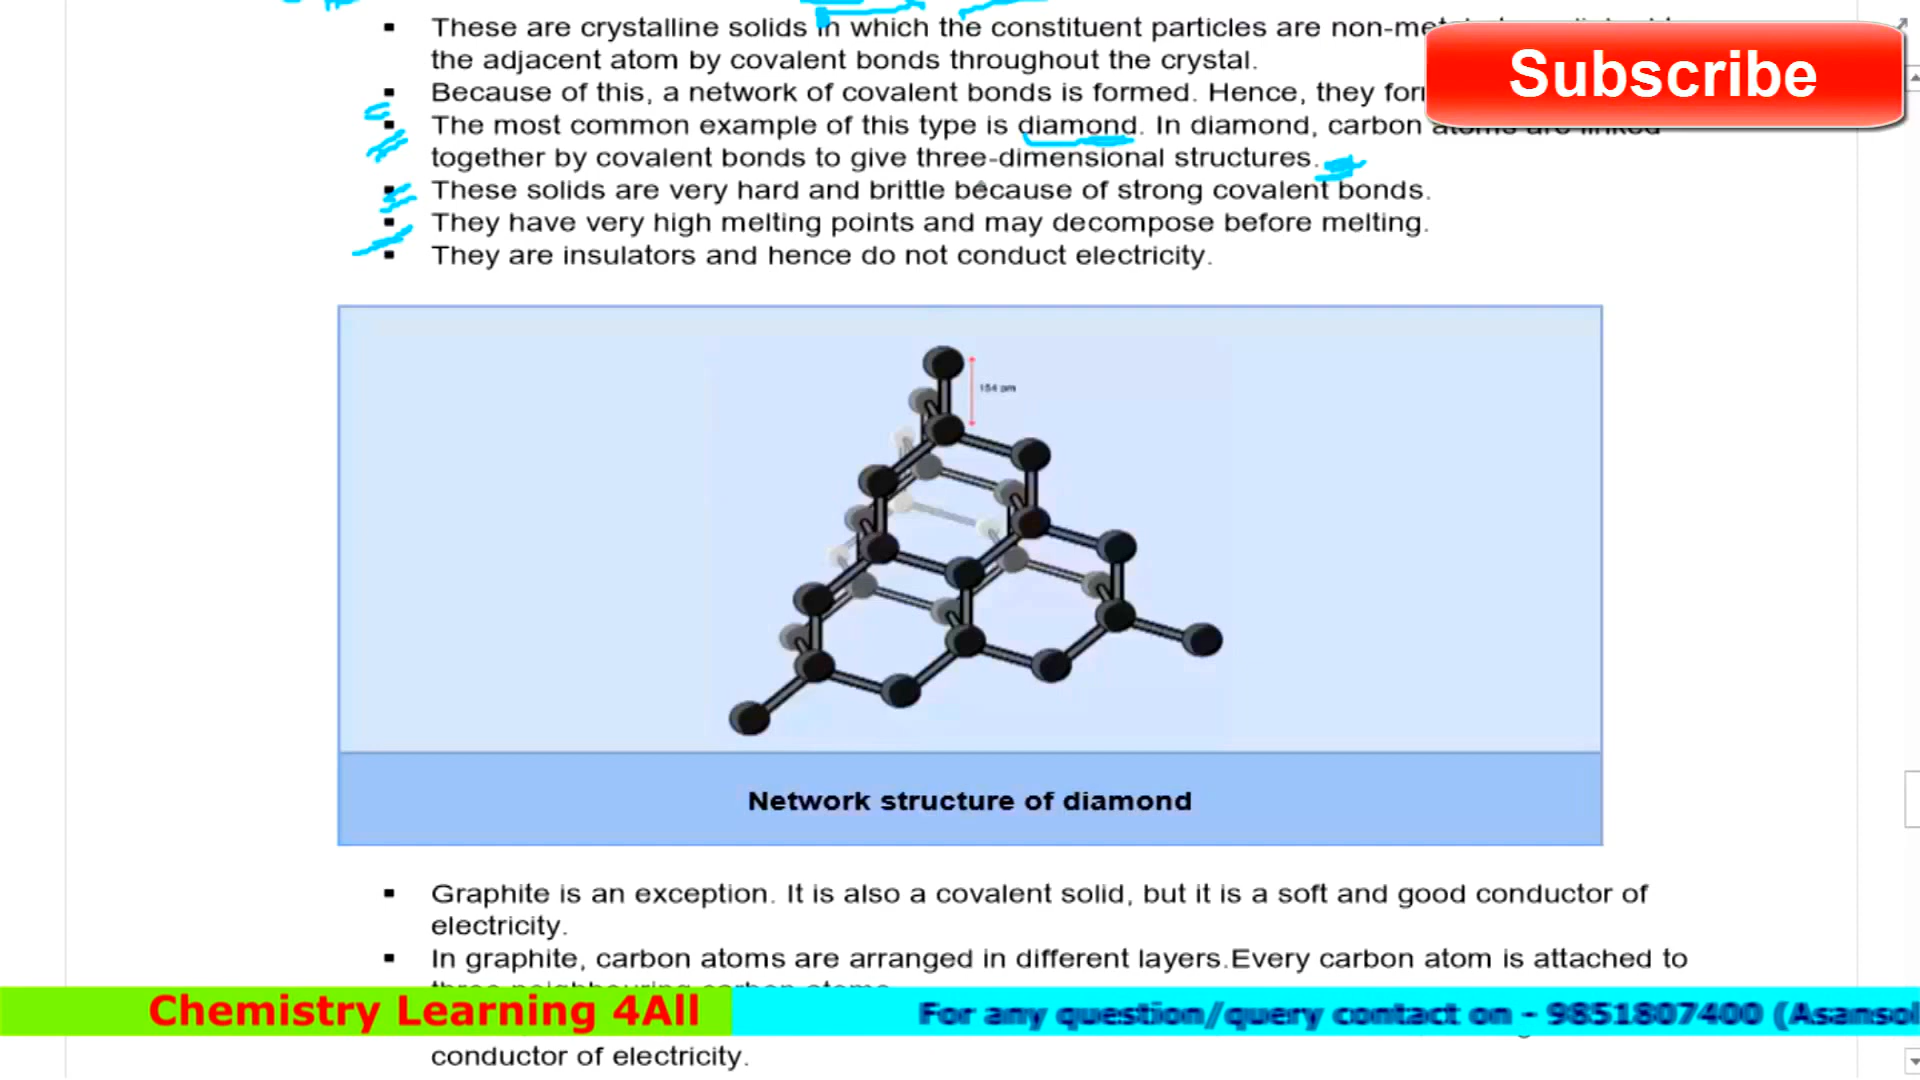 These are crystalline solids in which the constituent particles are
the adjacent atom by covalent bonds throughout the crystal.
Because of this, a network of covalent bonds is formed. Hence, they
The most common example of this type is diamond. In diamond, carbon atoms are linked
together by covalent bonds to give three-dimensional structures.
These solids are very hard and brittle because of strong covalent bonds.
They have very high melting points and may decompose before melting.
They are insulators and hence do not conduct electricity.
Subscribe
154 pm
Network structure of diamond
Graphite is an exception. It is also a covalent solid, but it is a soft and good conductor of
electricity.
In graphite, carbon atoms are arranged in different layers.Every carbon atom is attached to
three neighbouring carbon atoms
Chemistry Learning 4All
For any question/query contact on - 9851807400 (Asansol
conductor of electricity.